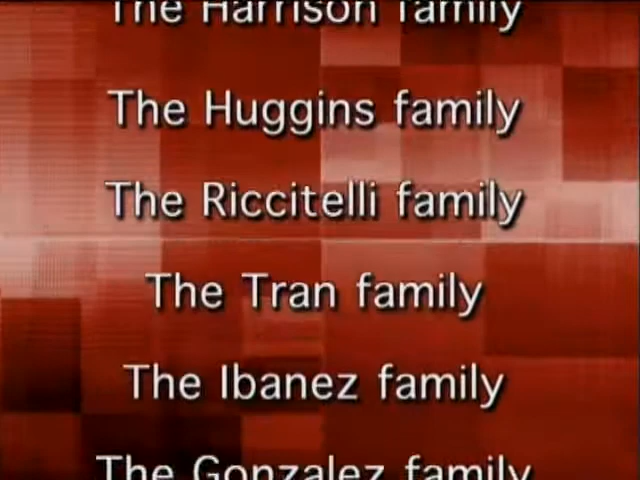 The Harrison family
The Huggins family
The Riccitelli family
The Tran family
The Ibanez family
The Gonzalez family